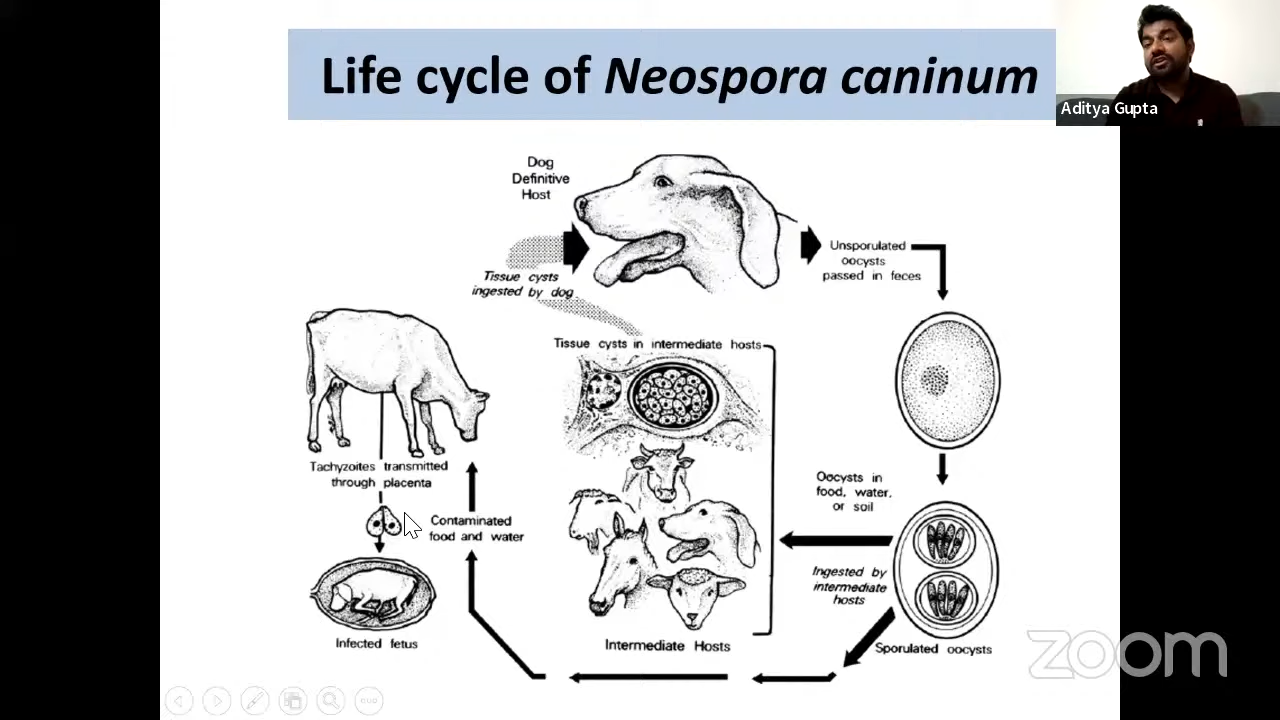 Life cycle of Neospora caninum
Aditya Gupta
Dog
Definitive
Host
Unsporulated
oocysts
passed in feces
Tissue cysts
ingested by dog
Tissue cysts in intermediate hosts
Tachyzoites transmitted
through placenta
Oocysts in
food, water,
or soil
Contaminated
food and water
Ingested by
intermediate
hosts
Infected fetus
Intermediate Hosts
Sporulated oocysts
zoom